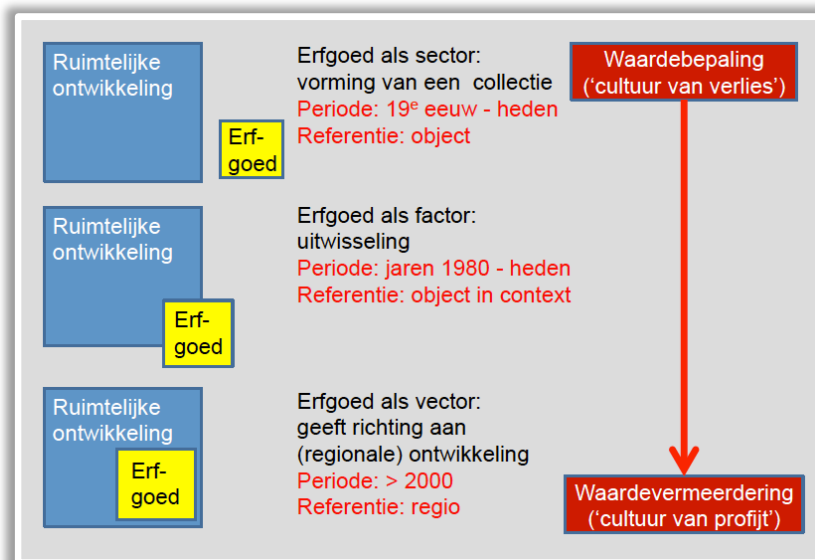 Ruimtelijke
ontwikkeling
Erf-
goed
Erfgoed als sector:
vorming van een collectie
Periode: 19e eeuw - heden
Referentie: object
Waardebepaling
(‘cultuur van verlies’)
Ruimtelijke
ontwikkeling
Erf-
goed
Erfgoed als factor:
uitwisseling
Periode: jaren 1980 - heden
Referentie: object in context
Ruimtelijke
ontwikkeling
Erf-
goed
Erfgoed als vector:
geeft richting aan
(regionale) ontwikkeling
Periode: > 2000
Referentie: regio
Waardevermeerdering
(‘cultuur van profijt’)